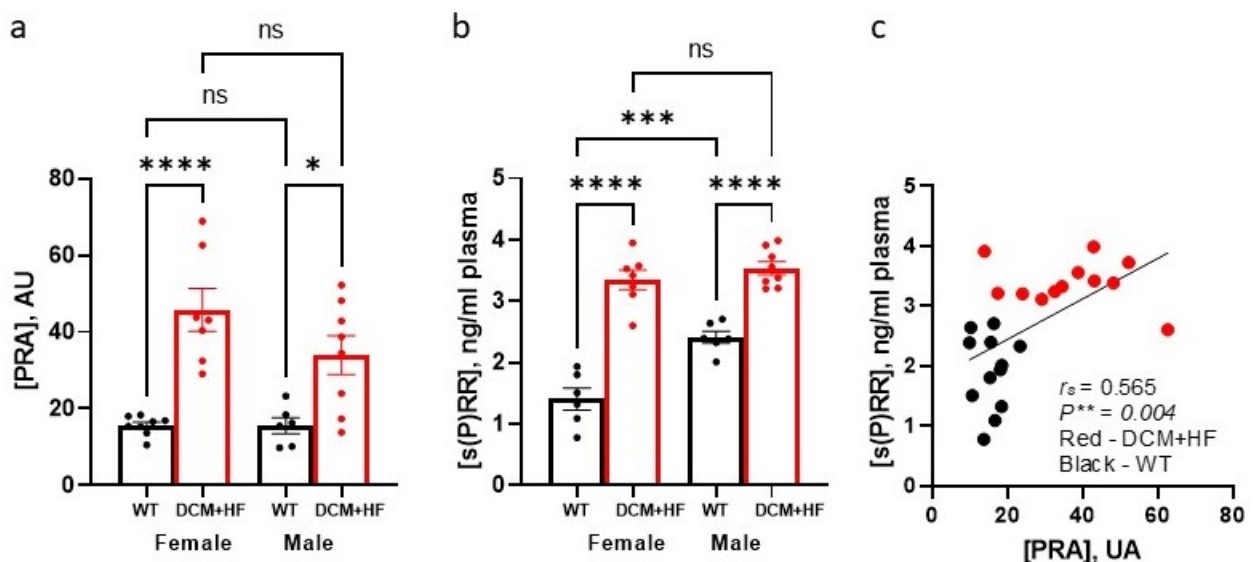 a
ns
ns
****
*
[PRA], AU
80
60
40
20
0
WT DCM+HF WT DCM+HF
Female Male
b
ns
***
**** ****
[s(P)RR], ng/ml plasma
5
4
3
2
1
0
WT DCM+HF WT DCM+HF
Female Male
c
[s(P)RR], ng/ml plasma
5
4
3
2
1
0
rs = 0.565
P** = 0.004
Red - DCM+HF
Black - WT
0 20 40 60 80
[PRA], UA